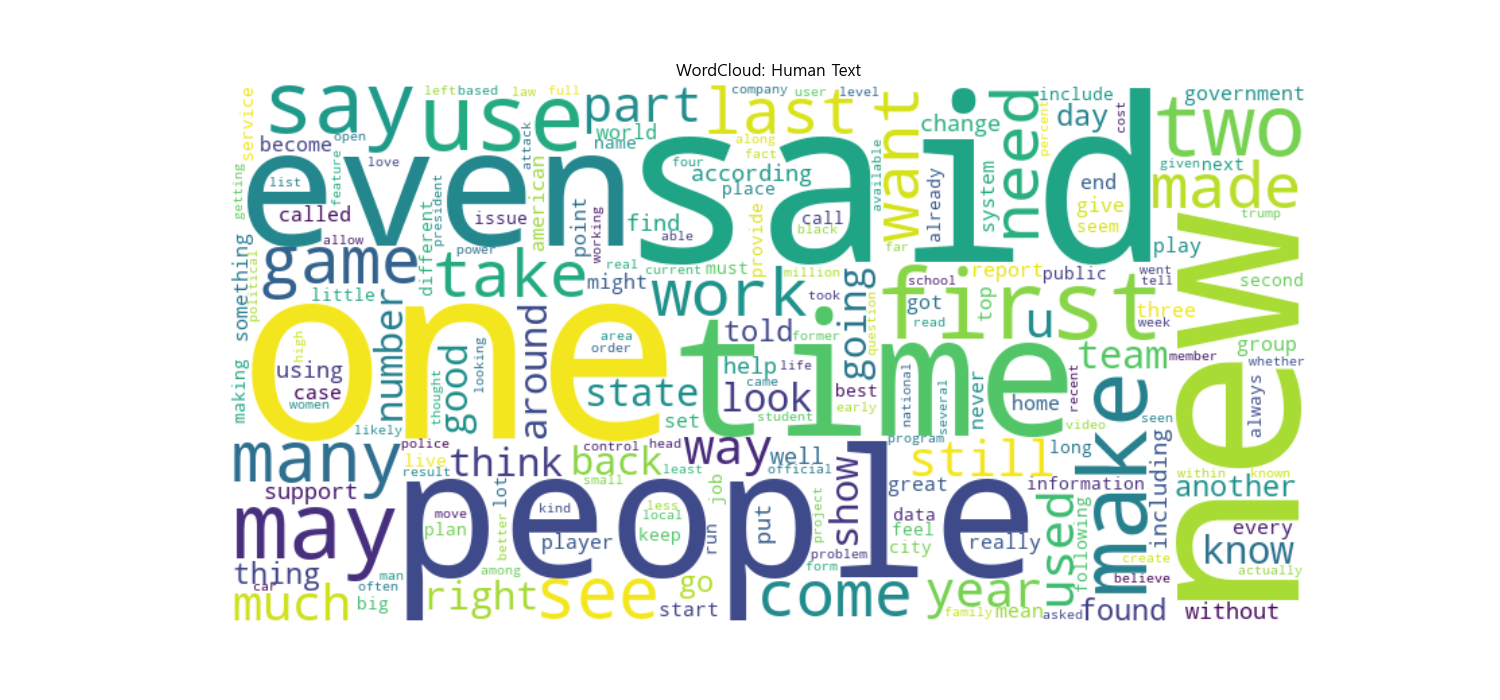 WordCloud: Human Text
say
use
part
last
want
need
two
made
even
said
new
one
time
first
people
game
take
work
many
may
much
see
right
come
year
make
used
know
found
without
another
still
show
way
back
think
look
state
told
help
going
around
good
number
team
u
left
based
law
full
company
user
level
include
government
service
become
open
world
name
along
fact
change
day
cost
percent
given
next
list
feature
love
attack
four
according
place
available
already
system
end
give
seem
getting
called
allow
president
different
issue
american
point
working
find
able
call
black
provide
far
play
trump
something
political
little
power
might
real
current
must
million
took
school
report
public
went
tell
second
got
read
top
three
week
group
member
whether
making
using
case
women
high
thought
looking
area
order
set
life
came
student
former
question
best
early
national
several
never
home
recent
video
seen
always
likely
police
live
result
support
control
head
small
least
well
official
program
long
great
information
including
within
known
every
actually
create
believe
following
thing
car
man
often
big
plan
move
lot
better
among
kind
player
less
local
keep
run
job
put
project
problem
form
go
start
data
feel
city
really
family
mean
asked